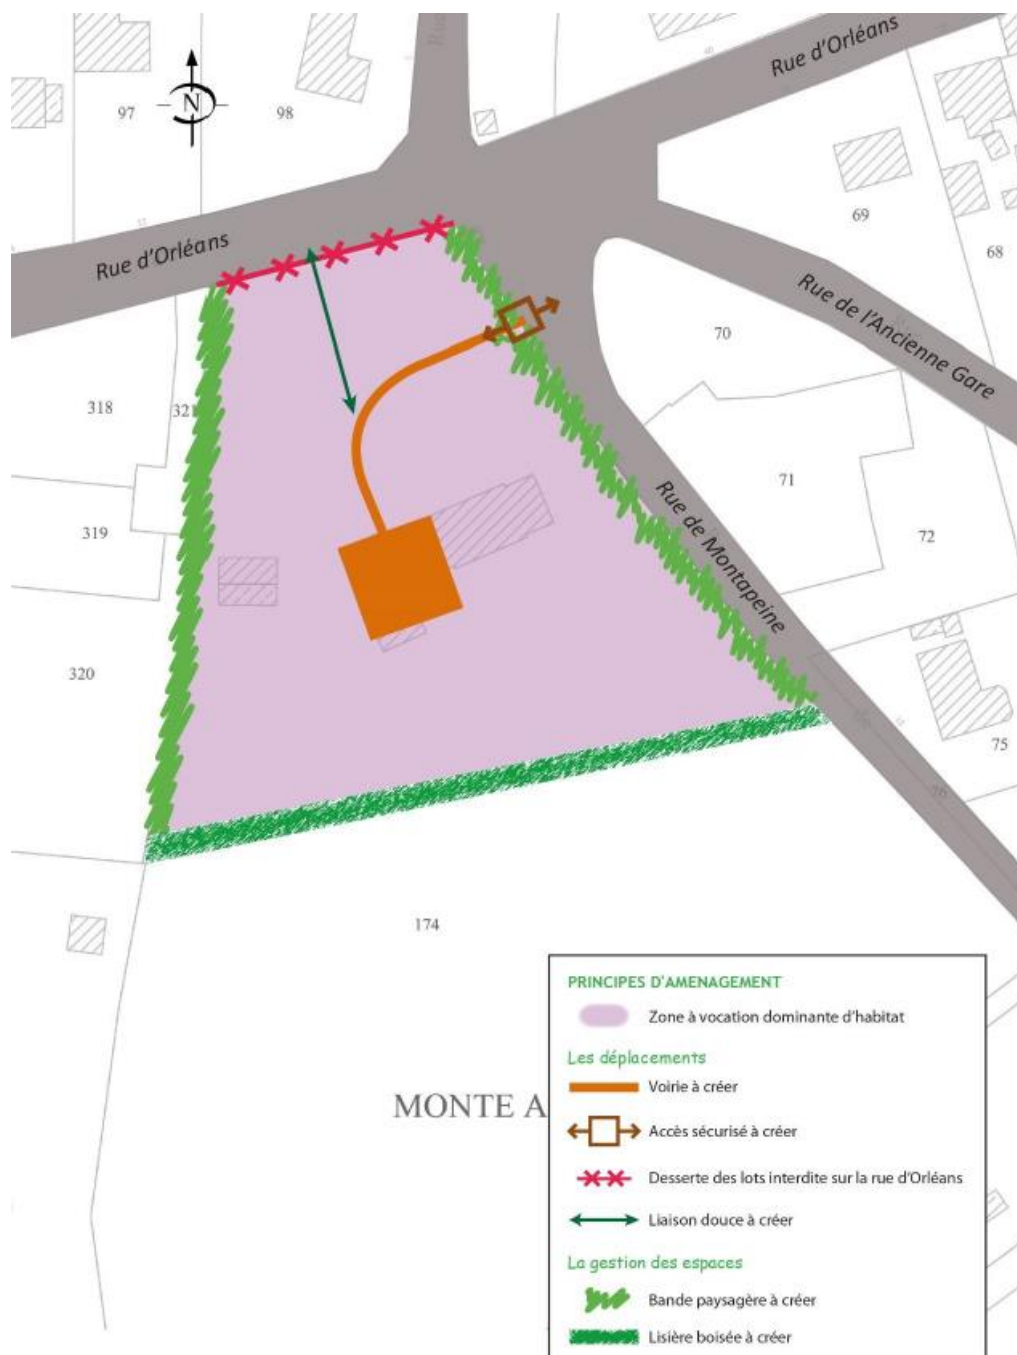 Rue d'Orléans
N
97
98
69
68
Rue d'Orléans
Rue de l'Ancienne Gare
70
318
321
71
319
Rue de Montapeine
72
320
75
76
174
MONTE A
PRINCIPES D'AMENAGEMENT
Zone à vocation dominante d'habitat
Les déplacements
Voirie à créer
Accès sécurisé à créer
Desserte des lots interdite sur la rue d'Orléans
Liaison douce à créer
La gestion des espaces
Bande paysagère à créer
Lisière boisée à créer